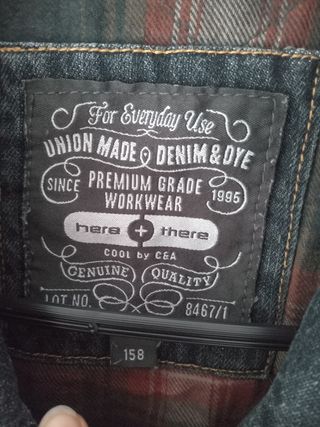 For Everyday Use
UNION MADE DENIM & DYE
SINCE PREMIUM GRADE 1995
WORKWEAR
here + there
COOL by C&A
GENUINE QUALITY
LOT NO. 8467/1
158